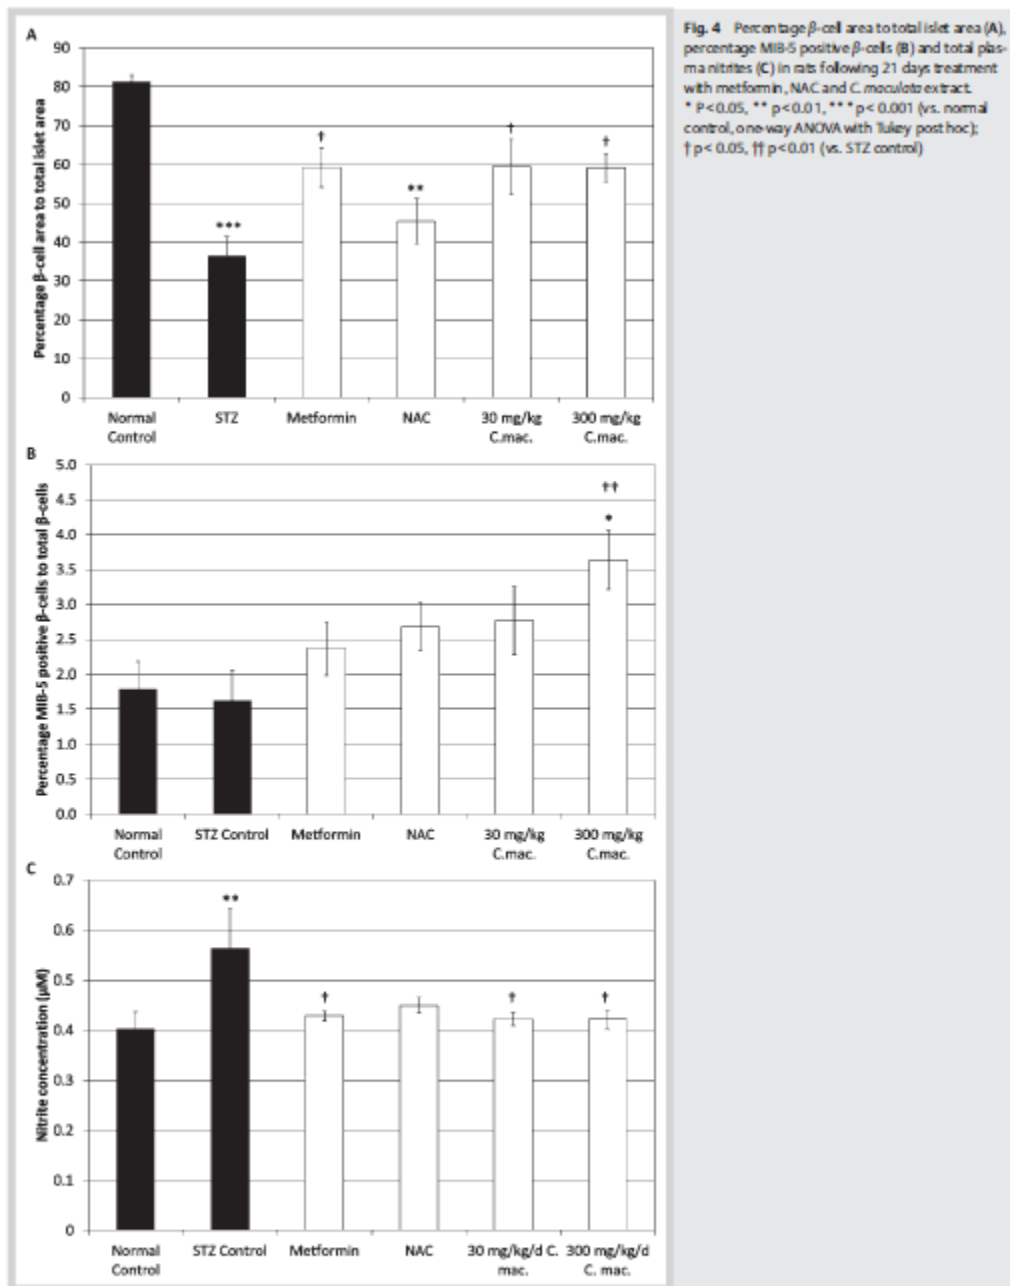 A
90
80
70
60
50
40
30
20
10
0
Percentage β-cell area to total islet area
***
†
**
†
†
Normal Control
STZ
Metformin
NAC
30 mg/kg C.mac.
300 mg/kg C.mac.
B
5.0
4.5
4.0
3.5
3.0
2.5
2.0
1.5
1.0
0.5
0.0
Percentage MIB-5 positive β-cells to total β-cells
††
*
Normal Control
STZ Control
Metformin
NAC
30 mg/kg C.mac.
300 mg/kg C.mac.
C
0.7
0.6
0.5
0.4
0.3
0.2
0.1
0
Nitrite concentration (µM)
**
†
†
†
Normal Control
STZ Control
Metformin
NAC
30 mg/kg/d C. mac.
300 mg/kg/d C. mac.
Fig. 4 Percentage β-cell area to total islet area (A),
percentage MIB-5 positive β-cells (B) and total plas-
ma nitrites (C) in rats following 21 days treatment
with metformin, NAC and C. maculata extract.
* P<0.05, ** p<0.01, *** p<0.001 (vs. normal
control, one-way ANOVA with Tukey post hoc);
† p<0.05, †† p<0.01 (vs. STZ control)